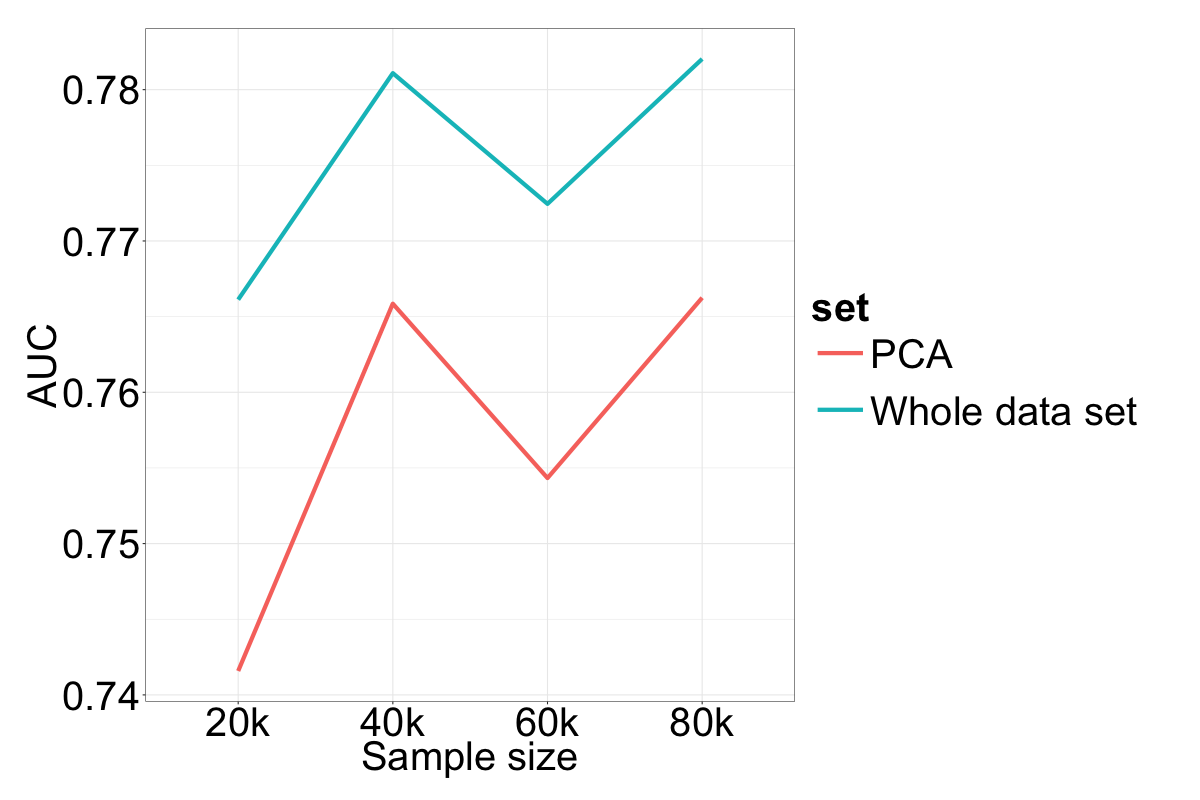 0.78
0.77
0.76
0.75
0.74
AUC
20k 40k 60k 80k
Sample size
set
PCA
Whole data set